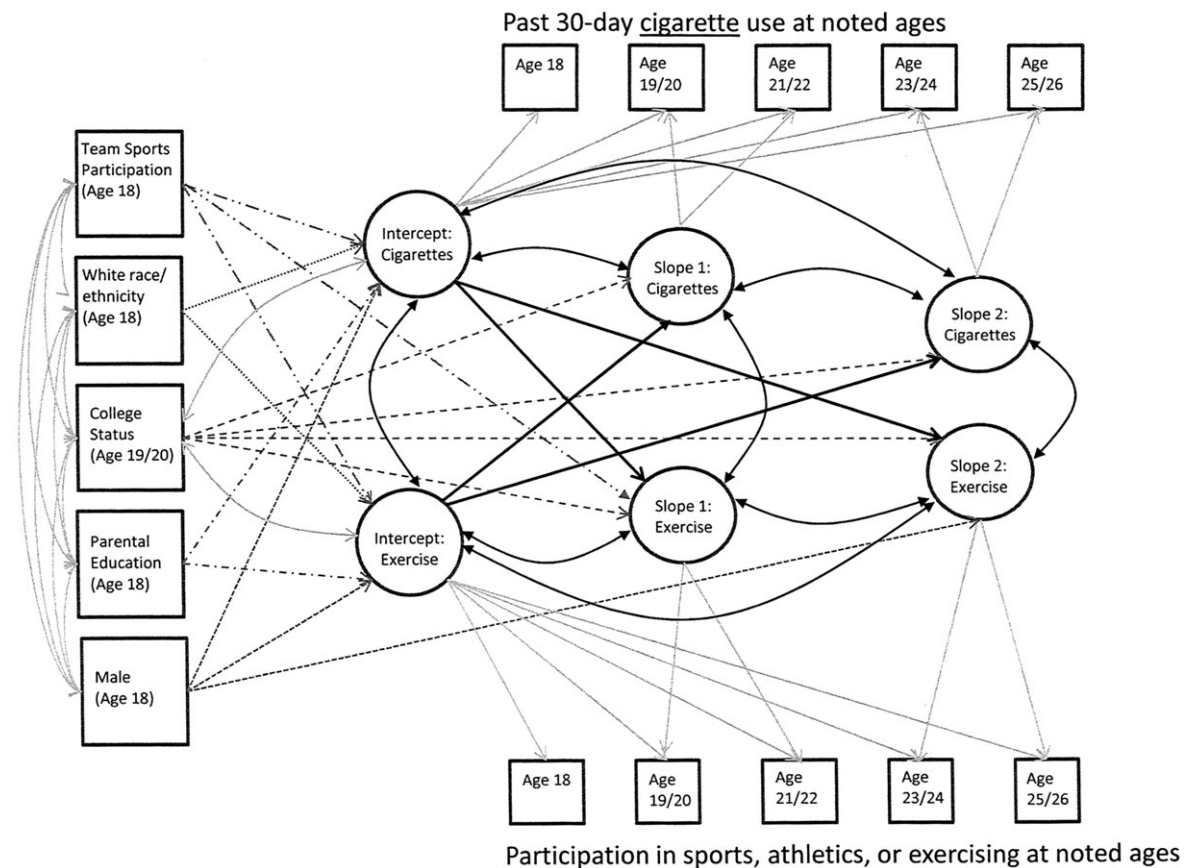 Past 30-day cigarette use at noted ages
Age 18
Age
19/20
Age
21/22
Age
23/24
Age
25/26
Team Sports
Participation
(Age 18)
White race/
ethnicity
(Age 18)
College
Status
(Age 19/20)
Parental
Education
(Age 18)
Male
(Age 18)
Intercept:
Cigarettes
Slope 1:
Cigarettes
Slope 2:
Cigarettes
Intercept:
Exercise
Slope 1:
Exercise
Slope 2:
Exercise
Age 18
Age
19/20
Age
21/22
Age
23/24
Age
25/26
Participation in sports, athletics, or exercising at noted ages